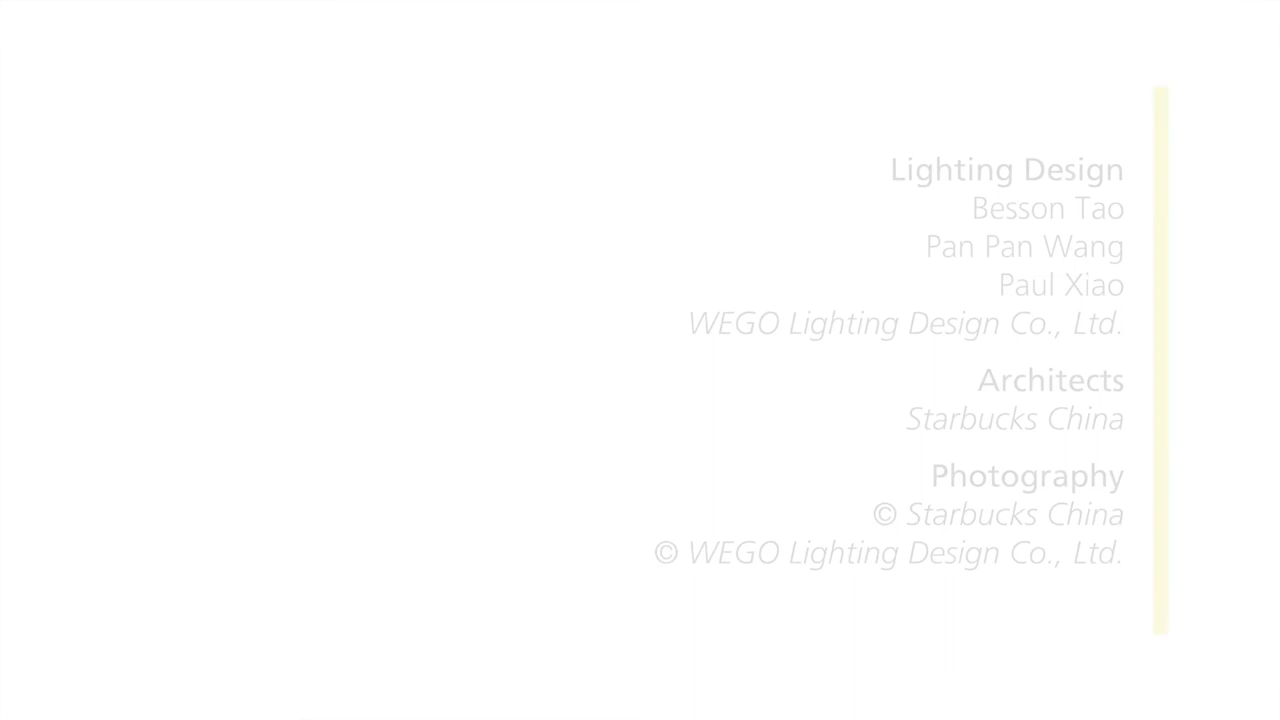 Lighting Design
Besson Tao
Pan Pan Wang
Paul Xiao
WEGO Lighting Design Co., Ltd.
Architects
Starbucks China
Photography
© Starbucks China
© WEGO Lighting Design Co., Ltd.